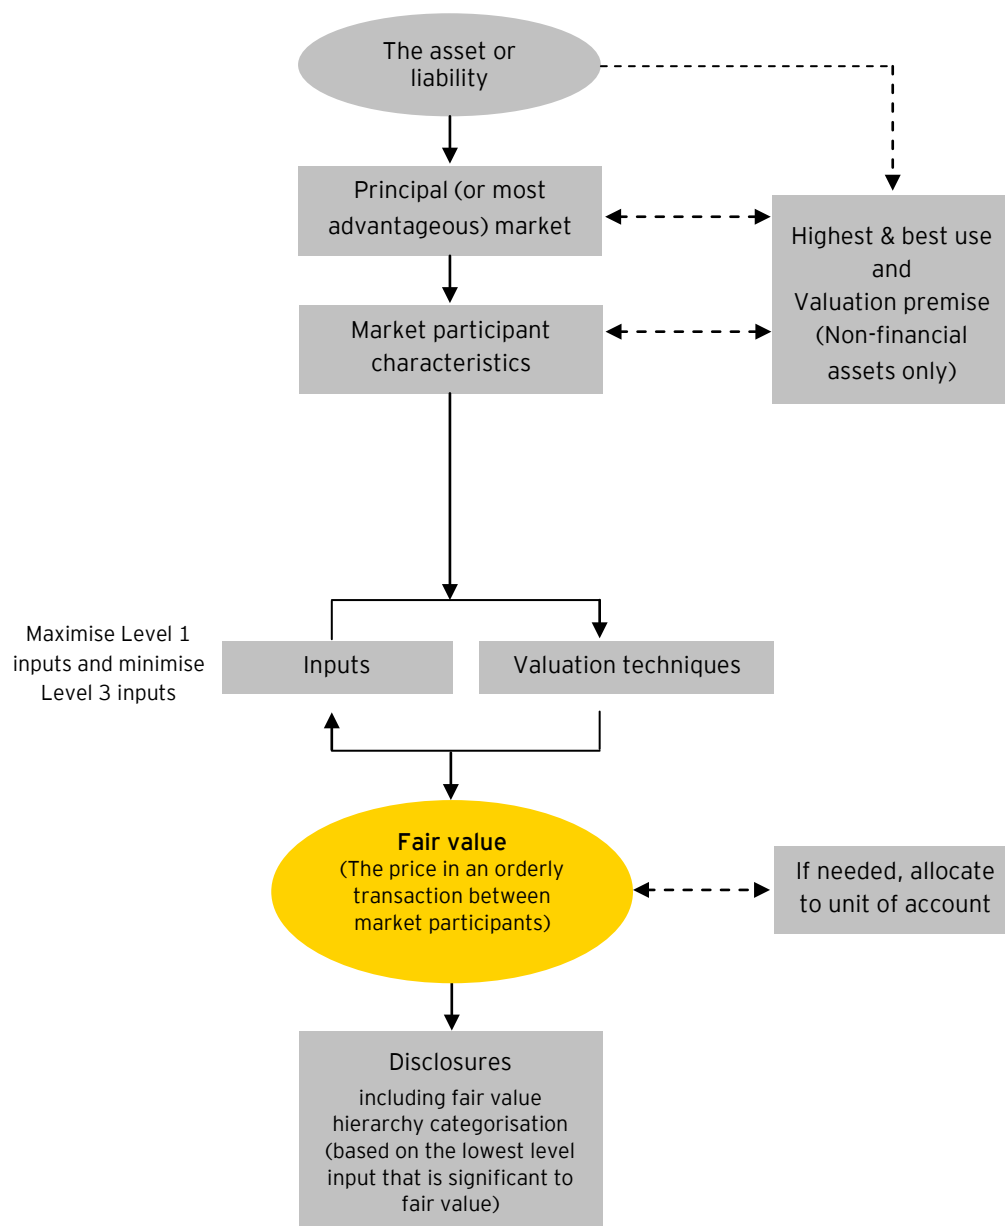 The asset or
liability
Principal (or most
advantageous) market
Highest & best use
and
Valuation premise
(Non-financial
assets only)
Market participant
characteristics
Maximise Level 1
inputs and minimise
Level 3 inputs
Inputs
Valuation techniques
Fair value
(The price in an orderly
transaction between
market participants)
If needed, allocate
to unit of account
Disclosures
including fair value
hierarchy categorisation
(based on the lowest level
input that is significant to
fair value)